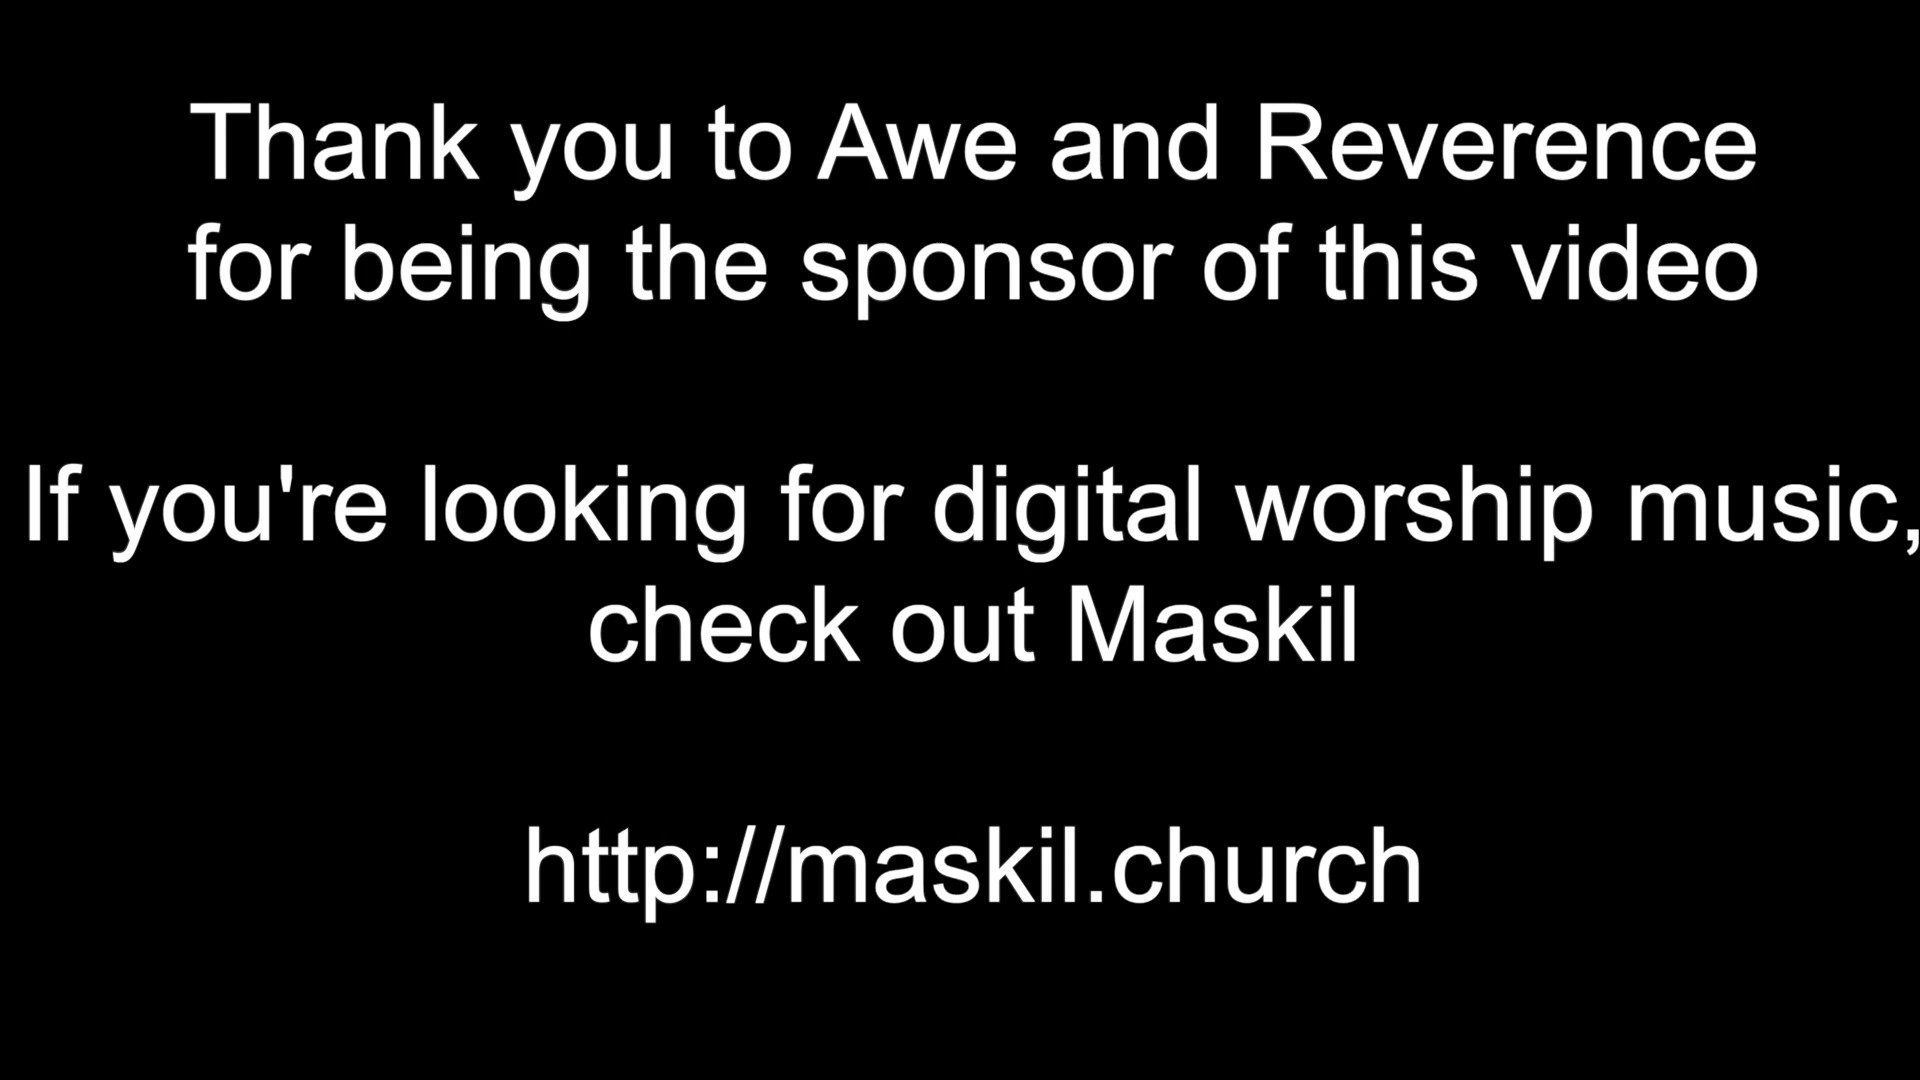 Thank you to Awe and Reverence
for being the sponsor of this video
If you're looking for digital worship music,
check out Maskil
http://maskil.church